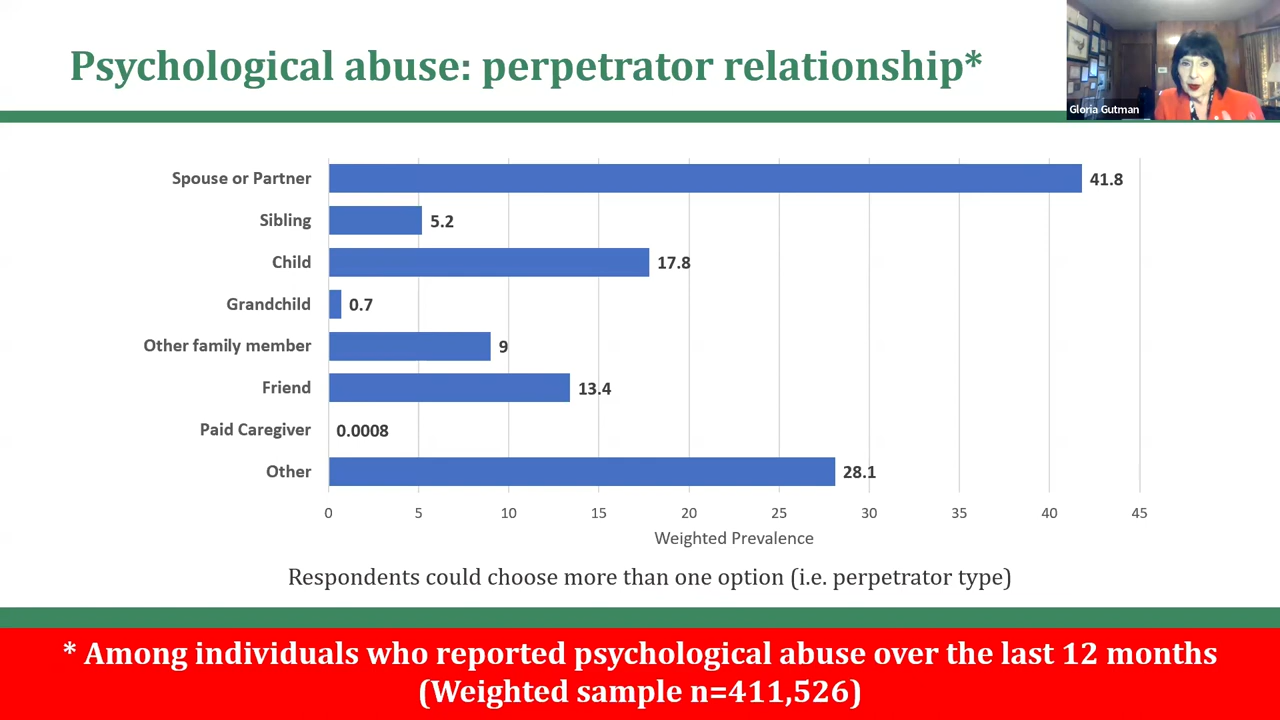 Psychological abuse: perpetrator relationship*
Gloria Gutman
Spouse or Partner 41.8
Sibling 5.2
Child 17.8
Grandchild 0.7
Other family member 9
Friend 13.4
Paid Caregiver 0.0008
Other 28.1
0 5 10 15 20 25 30 35 40 45
Weighted Prevalence
Respondents could choose more than one option (i.e. perpetrator type)
* Among individuals who reported psychological abuse over the last 12 months
(Weighted sample n=411,526)